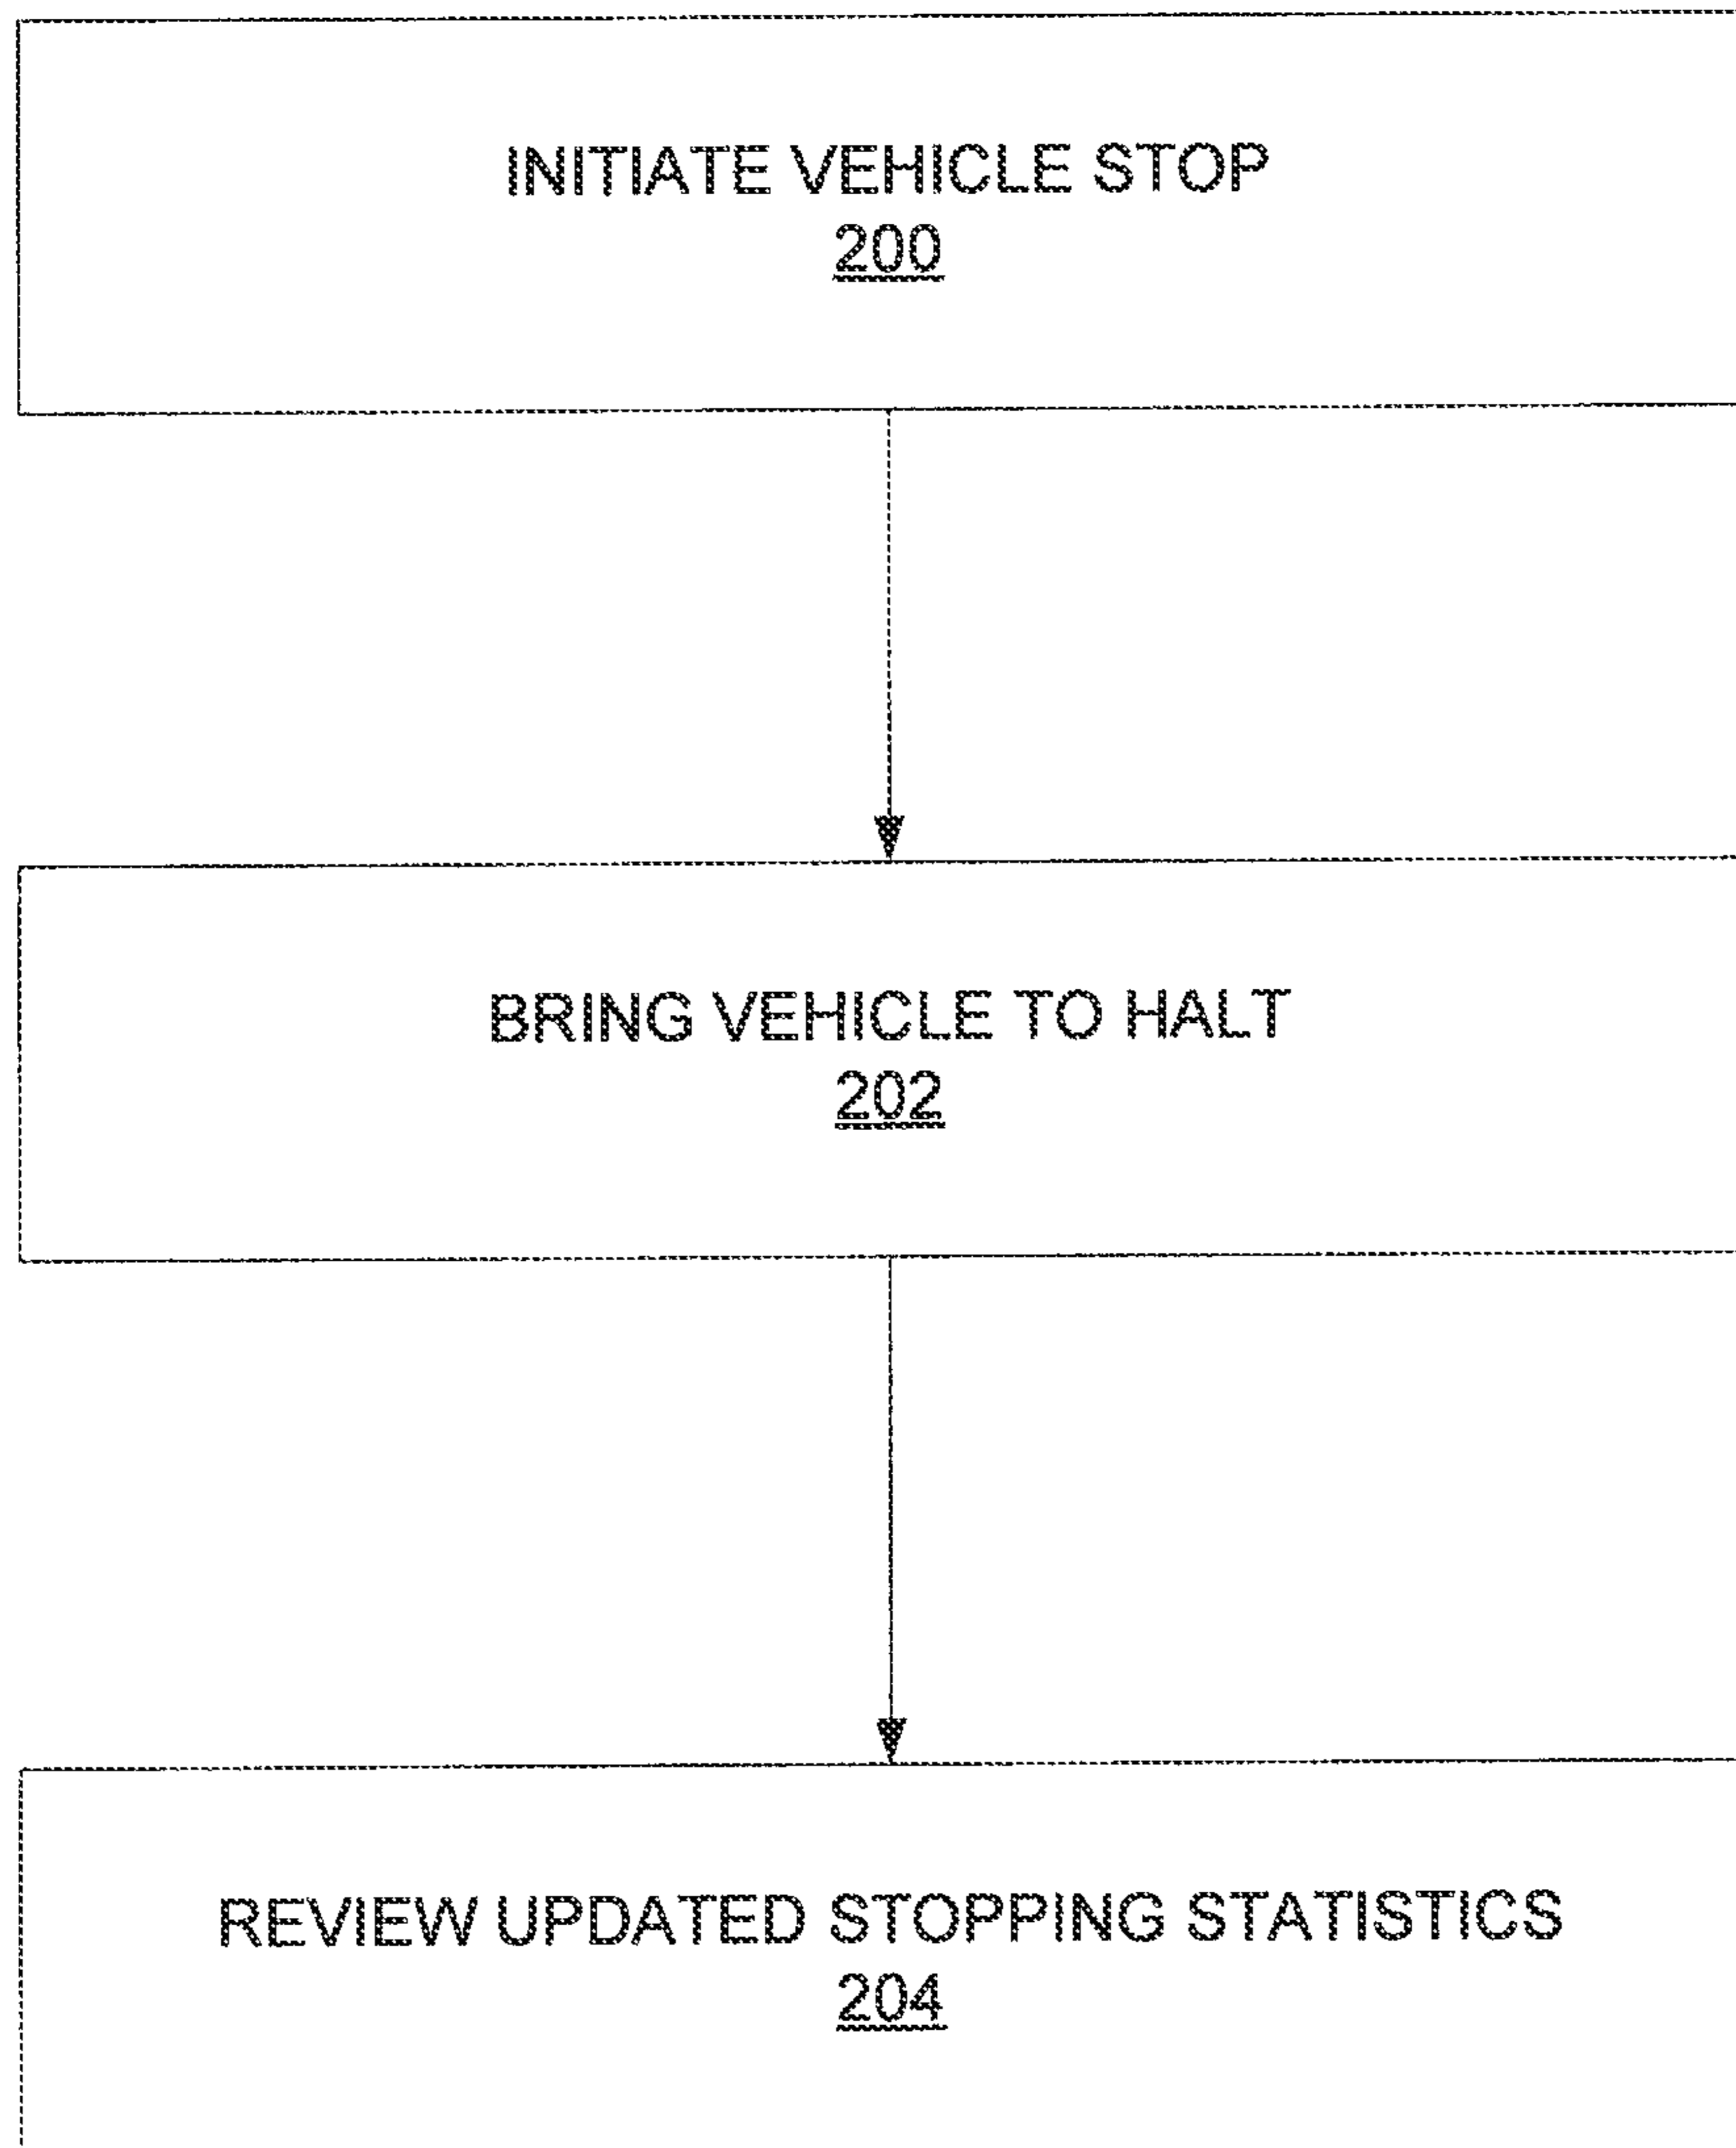 INITIATE VEHICLE STOP
200
BRING VEHICLE TO HALT
202
REVIEW UPDATED STOPPING STATISTICS
204